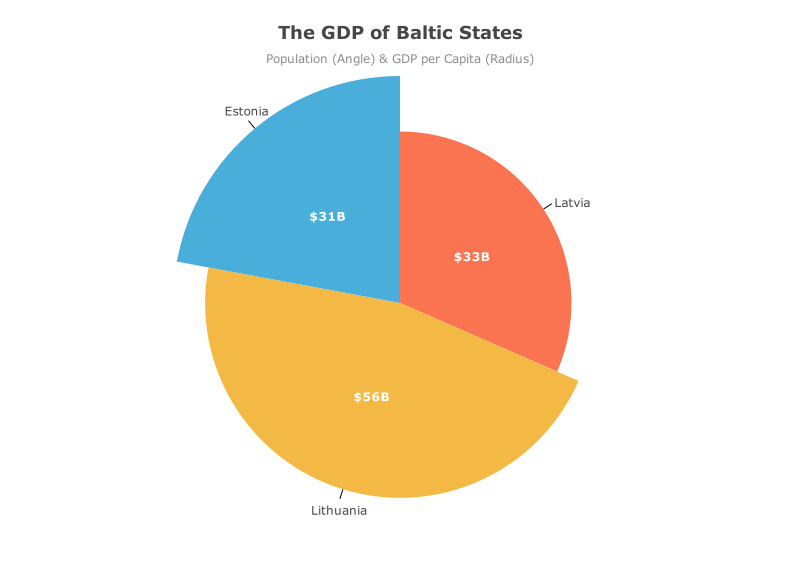 The GDP of Baltic States
Population (Angle) & GDP per Capita (Radius)
Estonia
Latvia
$31B
$33B
$56B
Lithuania